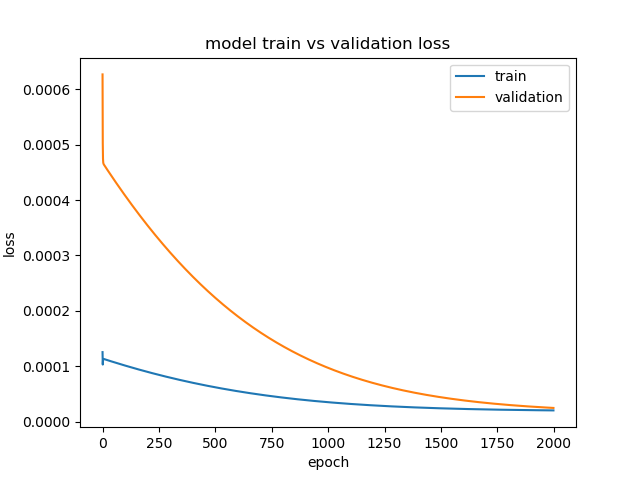 model train vs validation loss
train
validation
0.0006
0.0005
0.0004
0.0003
0.0002
0.0001
0.0000
loss
0 250 500 750 1000 1250 1500 1750 2000
epoch